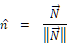 n̂ = N⃗ / ‖N⃗‖